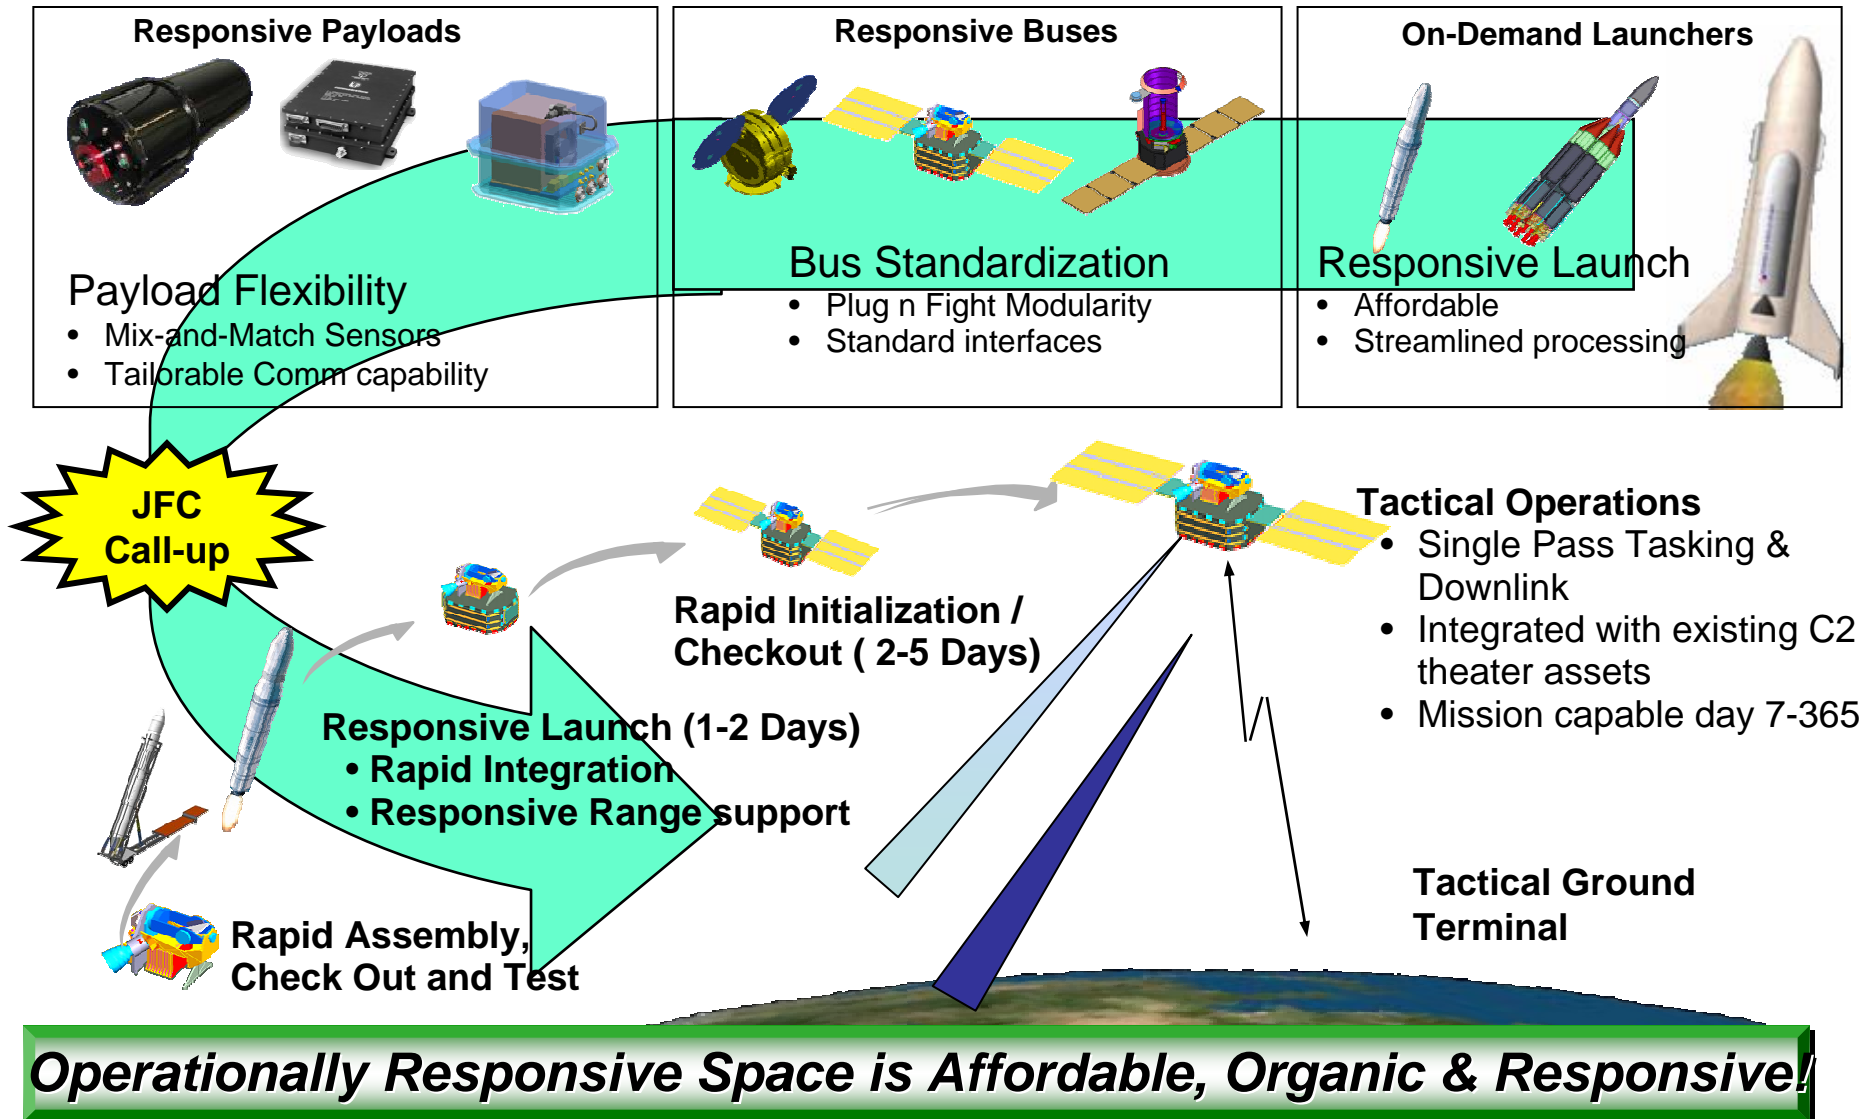 Responsive Payloads
Payload Flexibility
• Mix-and-Match Sensors
• Tailorable Comm capability
Responsive Buses
Bus Standardization
• Plug n Fight Modularity
• Standard interfaces
On-Demand Launchers
Responsive Launch
• Affordable
• Streamlined processing
JFC
Call-up
Rapid Assembly,
Check Out and Test
Responsive Launch (1-2 Days)
• Rapid Integration
• Responsive Range support
Rapid Initialization /
Checkout ( 2-5 Days)
Tactical Operations
• Single Pass Tasking &
Downlink
• Integrated with existing C2
theater assets
• Mission capable day 7-365
Tactical Ground
Terminal
Operationally Responsive Space is Affordable, Organic & Responsive!